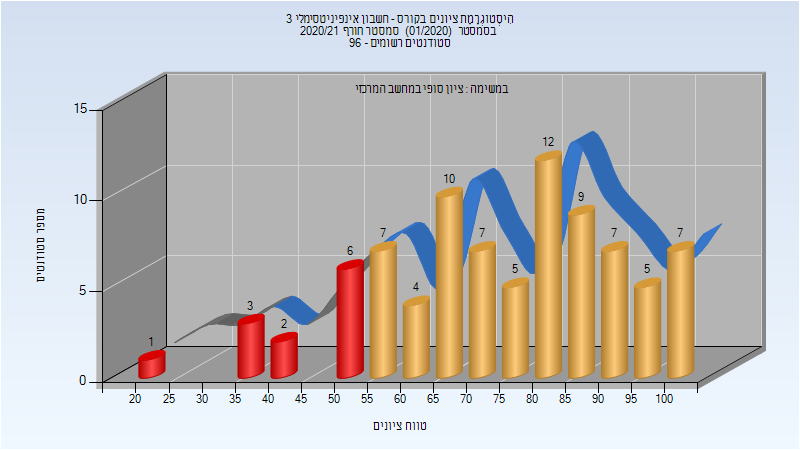 היסטוגרמת ציונים בקורס - חשבון אינפיניטסימלי 3
בסמסטר (01/2020) סמסטר חורף 2020/21
סטודנטים רשומים - 96
במשימה : ציון סופי במחשב המרכזי
מספר סטודנטים
15
10
5
0
1
3
2
6
7
4
10
7
5
12
9
7
5
7
20 25 30 35 40 45 50 55 60 65 70 75 80 85 90 95 100
טווח ציונים